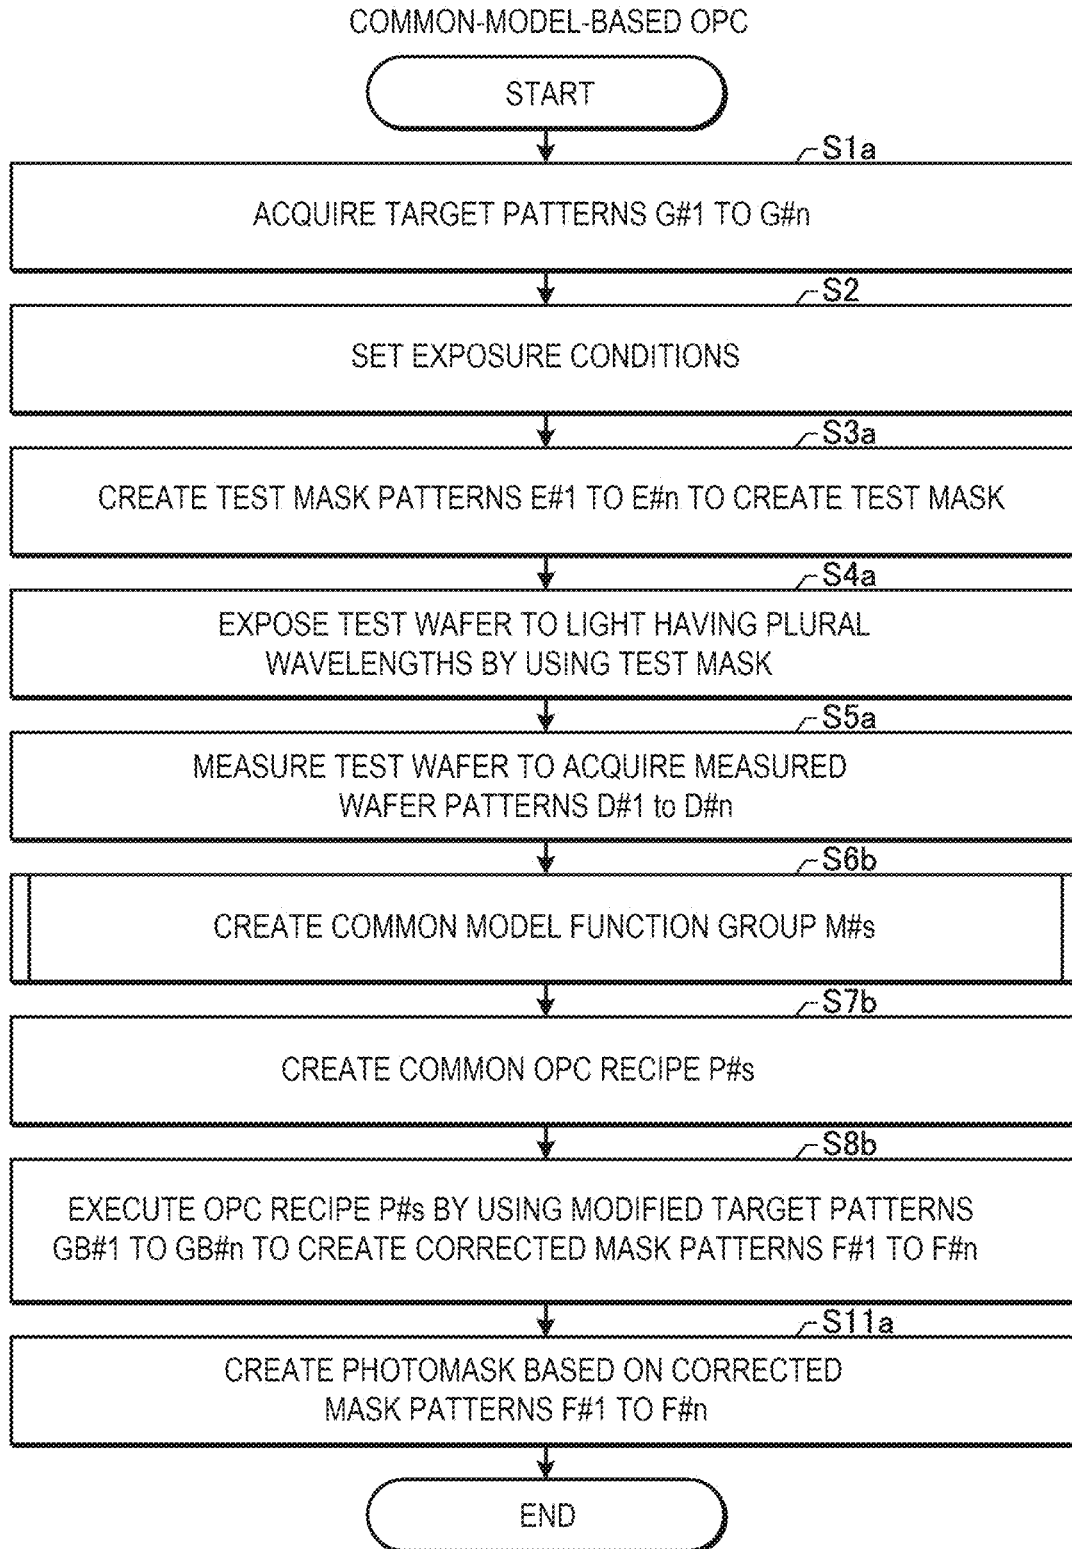 COMMON-MODEL-BASED OPC
START
S1a
ACQUIRE TARGET PATTERNS G#1 TO G#n
S2
SET EXPOSURE CONDITIONS
S3a
CREATE TEST MASK PATTERNS E#1 TO E#n TO CREATE TEST MASK
S4a
EXPOSE TEST WAFER TO LIGHT HAVING PLURAL
WAVELENGTHS BY USING TEST MASK
S5a
MEASURE TEST WAFER TO ACQUIRE MEASURED
WAFER PATTERNS D#1 to D#n
S6b
CREATE COMMON MODEL FUNCTION GROUP M#s
S7b
CREATE COMMON OPC RECIPE P#s
S8b
EXECUTE OPC RECIPE P#s BY USING MODIFIED TARGET PATTERNS
GB#1 TO GB#n TO CREATE CORRECTED MASK PATTERNS F#1 TO F#n
S11a
CREATE PHOTOMASK BASED ON CORRECTED
MASK PATTERNS F#1 TO F#n
END